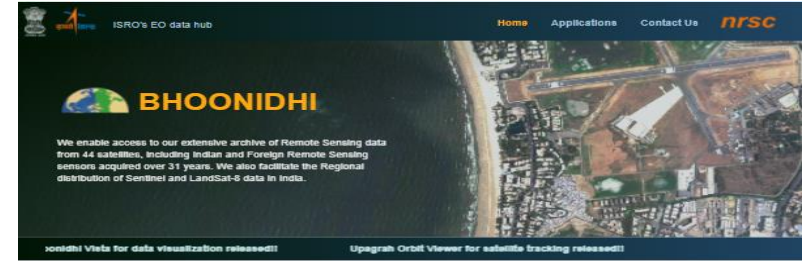 ISRO's EO data hub
Home Applications Contact Us nrsc
BHOONIDHI
We enable access to our extensive archive of Remote Sensing data
from 44 satellites, including Indian and Foreign Remote Sensing
sensors acquired over 31 years. We also facilitate the Regional
distribution of Sentinel and LandSat-8 data in India.
oonidhi Vista for data visualization released!! Upagrah Orbit Viewer for satellite tracking released!!